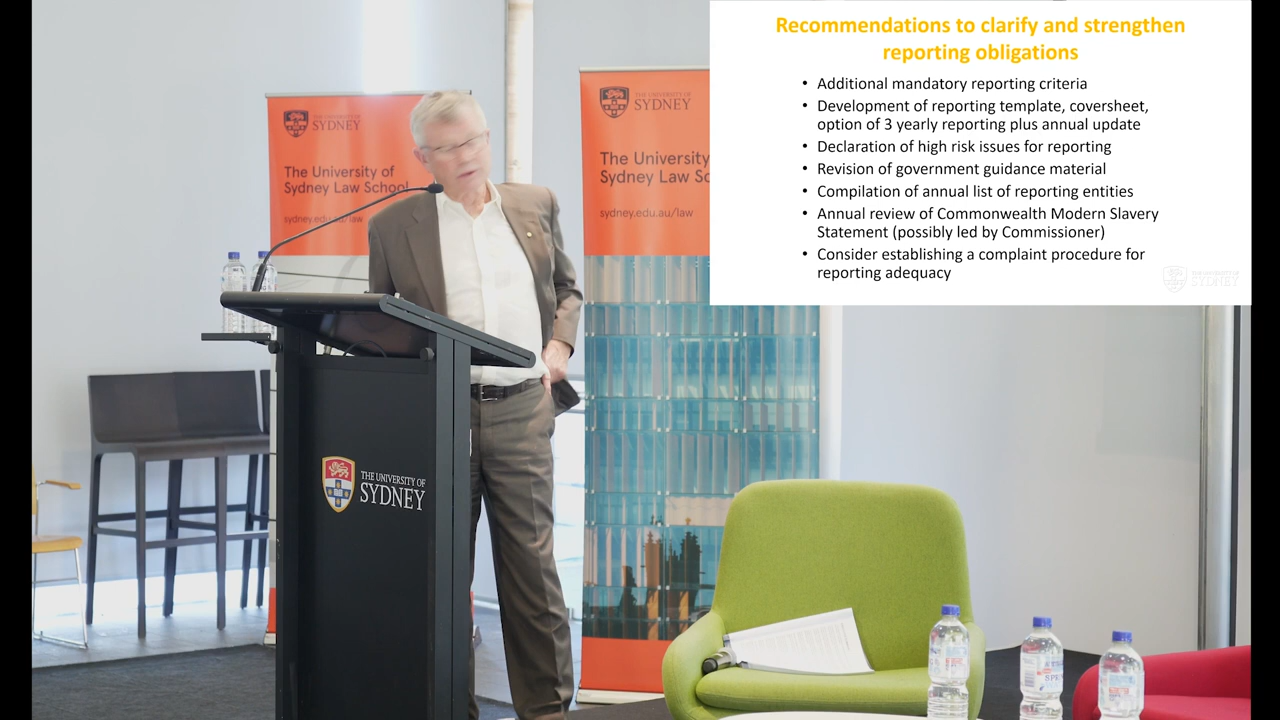 Recommendations to clarify and strengthen
reporting obligations
• Additional mandatory reporting criteria
• Development of reporting template, coversheet,
option of 3 yearly reporting plus annual update
• Declaration of high risk issues for reporting
• Revision of government guidance material
• Compilation of annual list of reporting entities
• Annual review of Commonwealth Modern Slavery
Statement (possibly led by Commissioner)
• Consider establishing a complaint procedure for
reporting adequacy
THE UNIVERSITY OF
SYDNEY
THE UNIVERSITY OF
SYDNEY
The University of
Sydney Law School
sydney.edu.au/law
THE UNIVERSITY OF
SYDNEY
The University
Sydney Law Sc
sydney.edu.au/law
THE UNIVERSITY OF
SYDNEY